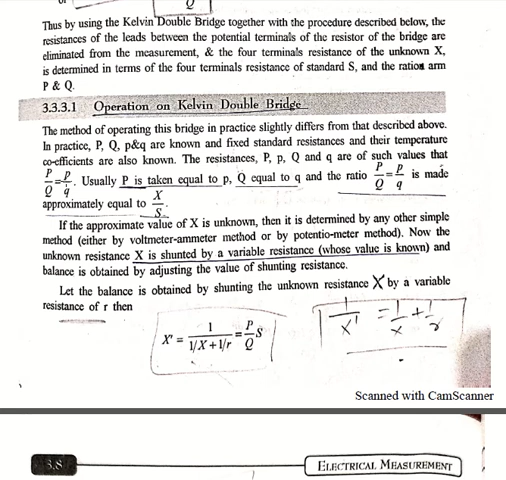 Q
Thus by using the Kelvin Double Bridge together with the procedure described below, the
resistances of the leads between the potential terminals of the resistor of the bridge are
eliminated from the measurement, & the four terminals resistance of the unknown X,
is determined in terms of the four terminals resistance of standard S, and the ratios arm
P & Q.
3.3.3.1 Operation on Kelvin Double Bridge
The method of operating this bridge in practice slightly differs from that described above.
In practice, P, Q, p&q are known and fixed standard resistances and their temperature
co-efficients are also known. The resistances, P, p, Q and q are of such values that
P/Q = p/q. Usually P is taken equal to p, Q equal to q and the ratio P/Q = p/q is made
approximately equal to X/S.
If the approximate value of X is unknown, then it is determined by any other simple
method (either by voltmeter-ammeter method or by potentio-meter method). Now the
unknown resistance X is shunted by a variable resistance (whose value is known) and
balance is obtained by adjusting the value of shunting resistance.
Let the balance is obtained by shunting the unknown resistance X by a variable
resistance of r then
X' = 1/(1/X+1/r) = P/Q S
1/X' = 1/x + 1/r
Scanned with CamScanner
3.8 ELECTRICAL MEASUREMENT